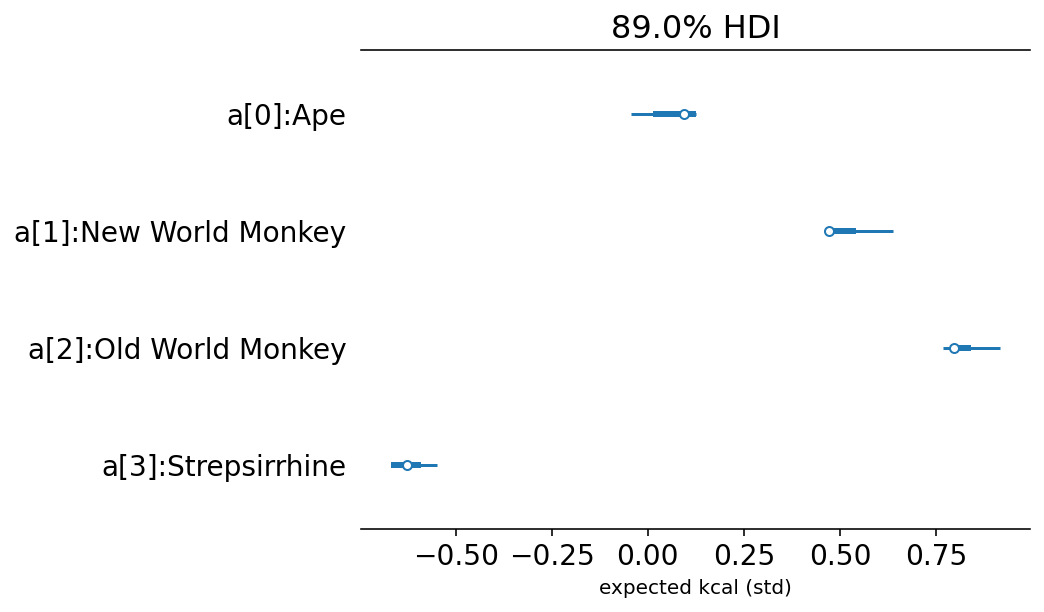 89.0% HDI
a[0]:Ape
a[1]:New World Monkey
a[2]:Old World Monkey
a[3]:Strepsirrhine
−0.50 −0.25 0.00 0.25 0.50 0.75
expected kcal (std)